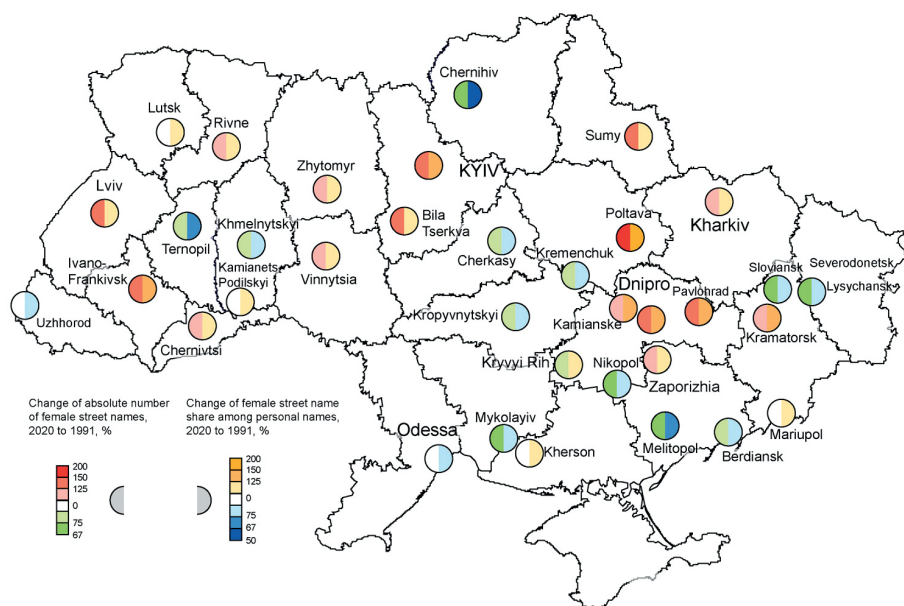 Chernihiv
Lutsk
Rivne
Sumy
Zhytomyr
KYIV
Lviv
Bila
Tserkva
Poltava
Kharkiv
Khmelnytskyi
Ternopil
Cherkasy
Kremenchuk
Ivano-
Frankivsk
Kamianets
Podilskyi
Vinnytsia
Sloviansk
Severodonetsk
Lysychansk
Dnipro
Pavlohrad
Uzhhorod
Kropyvnytskyi
Kamianske
Kramatorsk
Chernivtsi
Kryvyi Rih
Nikopol
Zaporizhia
Change of absolute number
of female street names,
2020 to 1991, %
Change of female street name
share among personal names,
2020 to 1991, %
Odessa
Mykolayiv
Kherson
Melitopol
Berdiansk
Mariupol
200
150
125
0
75
67
200
150
125
0
75
67
50